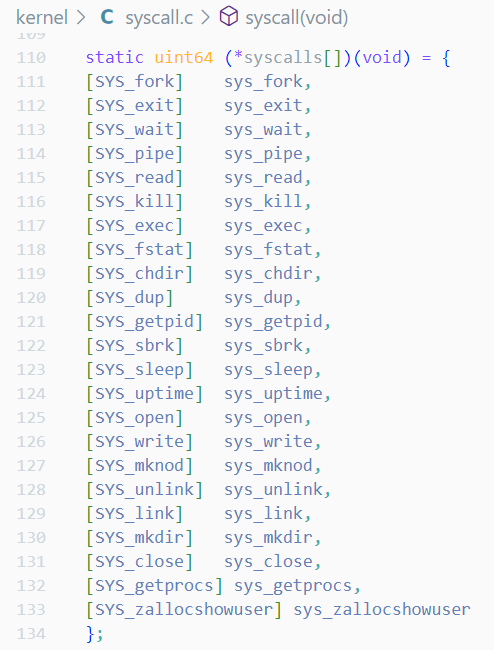 kernel > C syscall.c > syscall(void)
109
110 static uint64 (*syscalls[])(void) = {
111 [SYS_fork] sys_fork,
112 [SYS_exit] sys_exit,
113 [SYS_wait] sys_wait,
114 [SYS_pipe] sys_pipe,
115 [SYS_read] sys_read,
116 [SYS_kill] sys_kill,
117 [SYS_exec] sys_exec,
118 [SYS_fstat] sys_fstat,
119 [SYS_chdir] sys_chdir,
120 [SYS_dup] sys_dup,
121 [SYS_getpid] sys_getpid,
122 [SYS_sbrk] sys_sbrk,
123 [SYS_sleep] sys_sleep,
124 [SYS_uptime] sys_uptime,
125 [SYS_open] sys_open,
126 [SYS_write] sys_write,
127 [SYS_mknod] sys_mknod,
128 [SYS_unlink] sys_unlink,
129 [SYS_link] sys_link,
130 [SYS_mkdir] sys_mkdir,
131 [SYS_close] sys_close,
132 [SYS_getprocs] sys_getprocs,
133 [SYS_zallocshowuser] sys_zallocshowuser
134 };